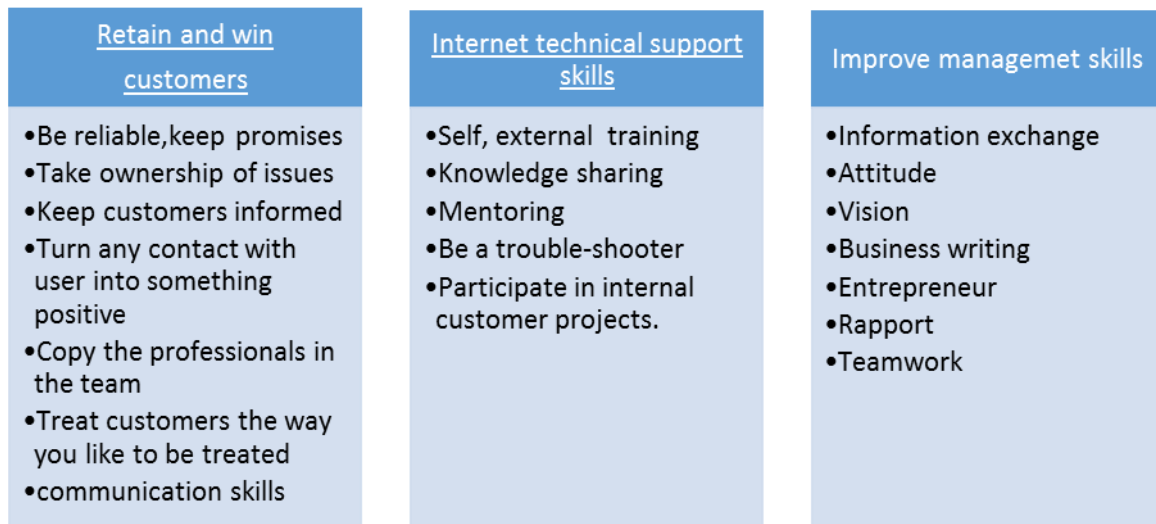 Retain and win
customers
•Be reliable,keep promises
•Take ownership of issues
•Keep customers informed
•Turn any contact with
user into something
positive
•Copy the professionals in
the team
•Treat customers the way
you like to be treated
•communication skills
Internet technical support
skills
•Self, external training
•Knowledge sharing
•Mentoring
•Be a trouble-shooter
•Participate in internal
customer projects.
Improve managemet skills
•Information exchange
•Attitude
•Vision
•Business writing
•Entrepreneur
•Rapport
•Teamwork